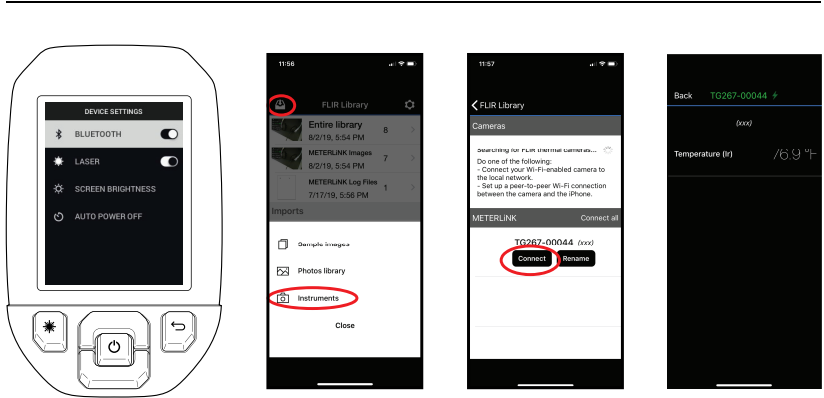 DEVICE SETTINGS
BLUETOOTH
LASER
SCREEN BRIGHTNESS
AUTO POWER OFF
11:56
FLIR Library
Entire library
8/2/19, 5:54 PM
8
METERLiNK Images
8/2/19, 5:54 PM
7
METERLiNK Log Files
7/17/19, 5:56 PM
1
Imports
Sample images
Photos library
Instruments
Close
11:57
FLIR Library
Cameras
Searching for FLIR thermal cameras...
Do one of the following:
- Connect your Wi-Fi-enabled camera to
the local network.
- Set up a peer-to-peer Wi-Fi connection
between the camera and the iPhone.
METERLiNK Connect all
TG267-00044 (xxx)
Connect Rename
Back TG267-00044
(xxx)
Temperature (Ir) 76.9 °F